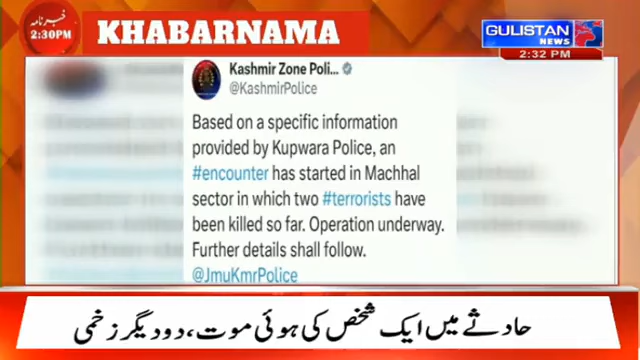 خبرنامہ
2:30PM
KHABARNAMA
GULISTAN
NEWS
2:32 PM
Kashmir Zone Poli...
@KashmirPolice
Based on a specific information
provided by Kupwara Police, an
#encounter has started in Machhal
sector in which two #terrorists have
been killed so far. Operation underway.
Further details shall follow.
@JmuKmrPolice
حادثے میں ایک شخص کی ہوئی موت، دو دیگر زخمی